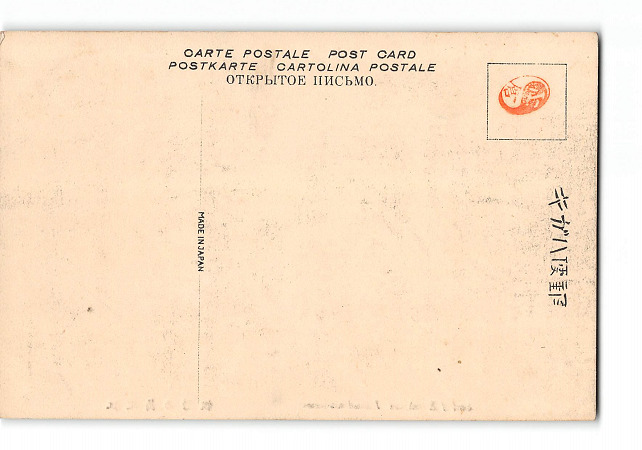 CARTE POSTALE POST CARD
POSTKARTE CARTOLINA POSTALE
ОТКРЫТОЕ ПИСЬМО.
MADE IN JAPAN
郵便ハガキ